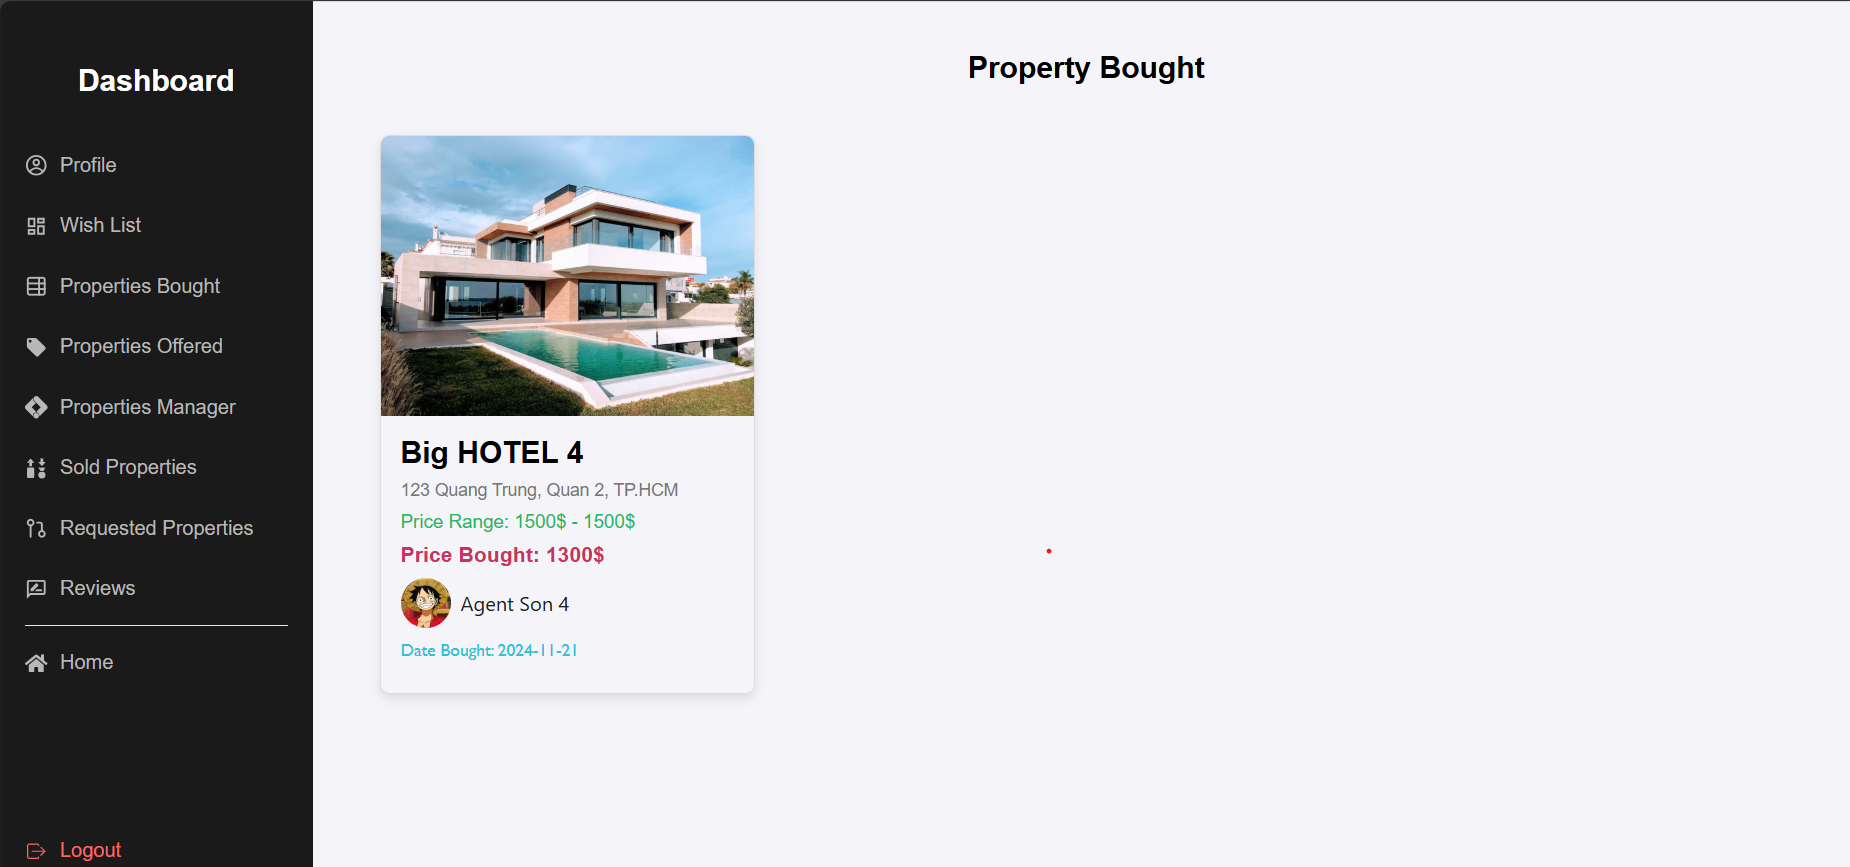 Dashboard
Profile
Wish List
Properties Bought
Properties Offered
Properties Manager
Sold Properties
Requested Properties
Reviews
Home
Logout
Property Bought
Big HOTEL 4
123 Quang Trung, Quan 2, TP.HCM
Price Range: 1500$ - 1500$
Price Bought: 1300$
Agent Son 4
Date Bought: 2024-11-21